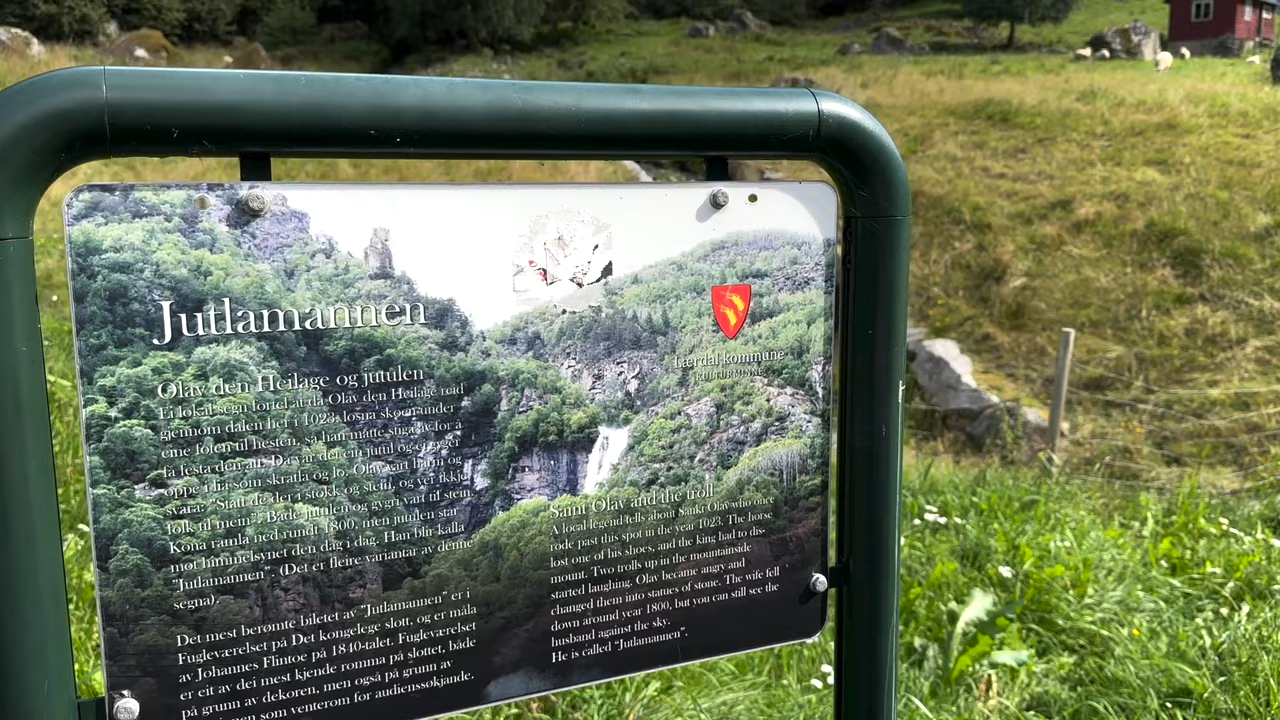 Jutlamannen
Olav den Heilage og jutulen
Ei lokal segn fortel at då Olav den Heilage reid
gjennom dalen her i 1023, losna skoen under
eine foten til hesten, så han måtte stiga av for å
få festa den att. Då var det ein jutul og ei gyger
oppe i lia som skratla og lo. Olav vart harm og
svara: "Statt de der i stokk og stein, og ver ikkje
folk til mein". Både jutulen og gygri vart til stein.
Kona ramla ned rundt 1800, men jutulen står
mot himmelsynet den dag i dag. Han blir kalla
"Jutlamannen". (Det er fleire variantar av denne
segna).
Det mest berømte biletet av "Jutlamannen" er i
Fugleværelset på Det kongelege slott, og er måla
av Johannes Flintoe på 1840-talet. Fugleværelset
er eit av dei mest kjende romma på slottet, både
på grunn av dekoren, men også på grunn av
som venterom for audienssøkjande.
Lærdal kommune
KULTURMINNE
Saint Olav and the troll
A local legend tells about Sankt Olav who once
rode past this spot in the year 1023. The horse
lost one of his shoes, and the king had to dis-
mount. Two trolls up in the mountainside
started laughing. Olav became angry and
changed them into statues of stone. The wife fell
down around year 1800, but you can still see the
husband against the sky.
He is called "Jutlamannen".